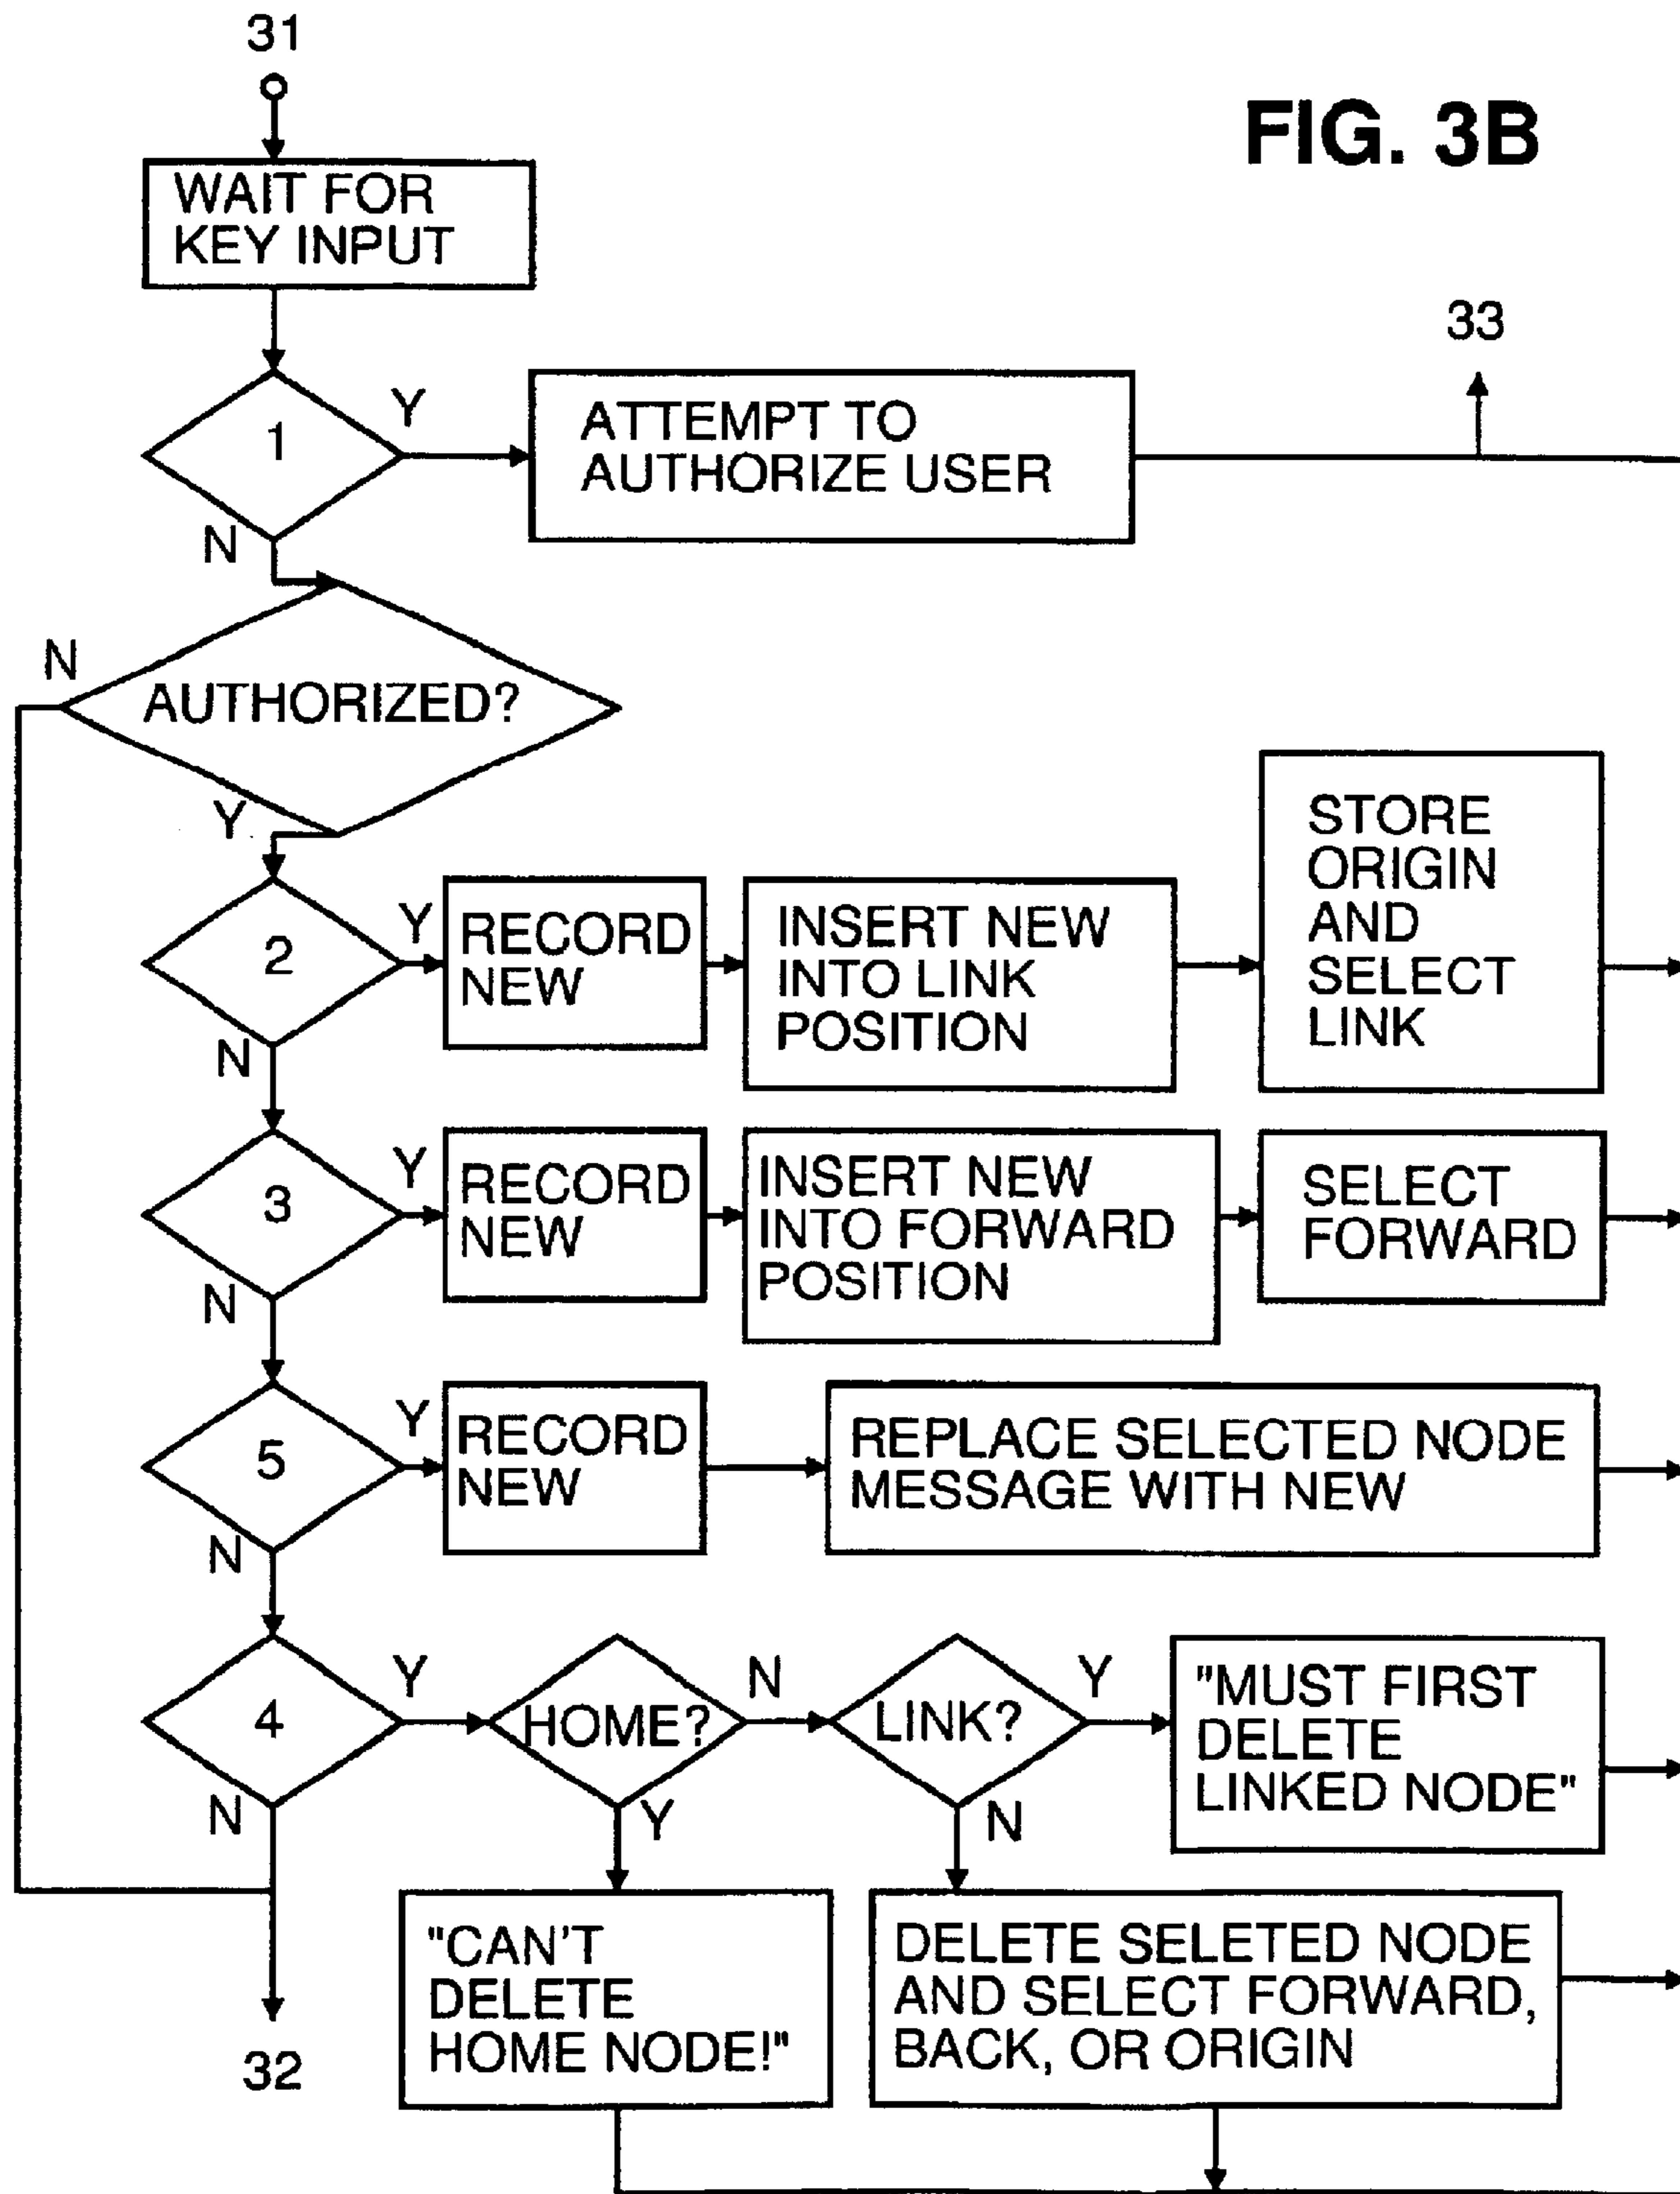 31
FIG. 3B
WAIT FOR
KEY INPUT
33
1
Y
ATTEMPT TO
AUTHORIZE USER
N
N
AUTHORIZED?
Y
2
Y
RECORD
NEW
INSERT NEW
INTO LINK
POSITION
STORE
ORIGIN
AND
SELECT
LINK
N
3
Y
RECORD
NEW
INSERT NEW
INTO FORWARD
POSITION
SELECT
FORWARD
N
5
Y
RECORD
NEW
REPLACE SELECTED NODE
MESSAGE WITH NEW
N
4
Y
HOME?
N
LINK?
Y
"MUST FIRST
DELETE
LINKED NODE"
N
Y
N
"CAN'T
DELETE
HOME NODE!"
DELETE SELETED NODE
AND SELECT FORWARD,
BACK, OR ORIGIN
32